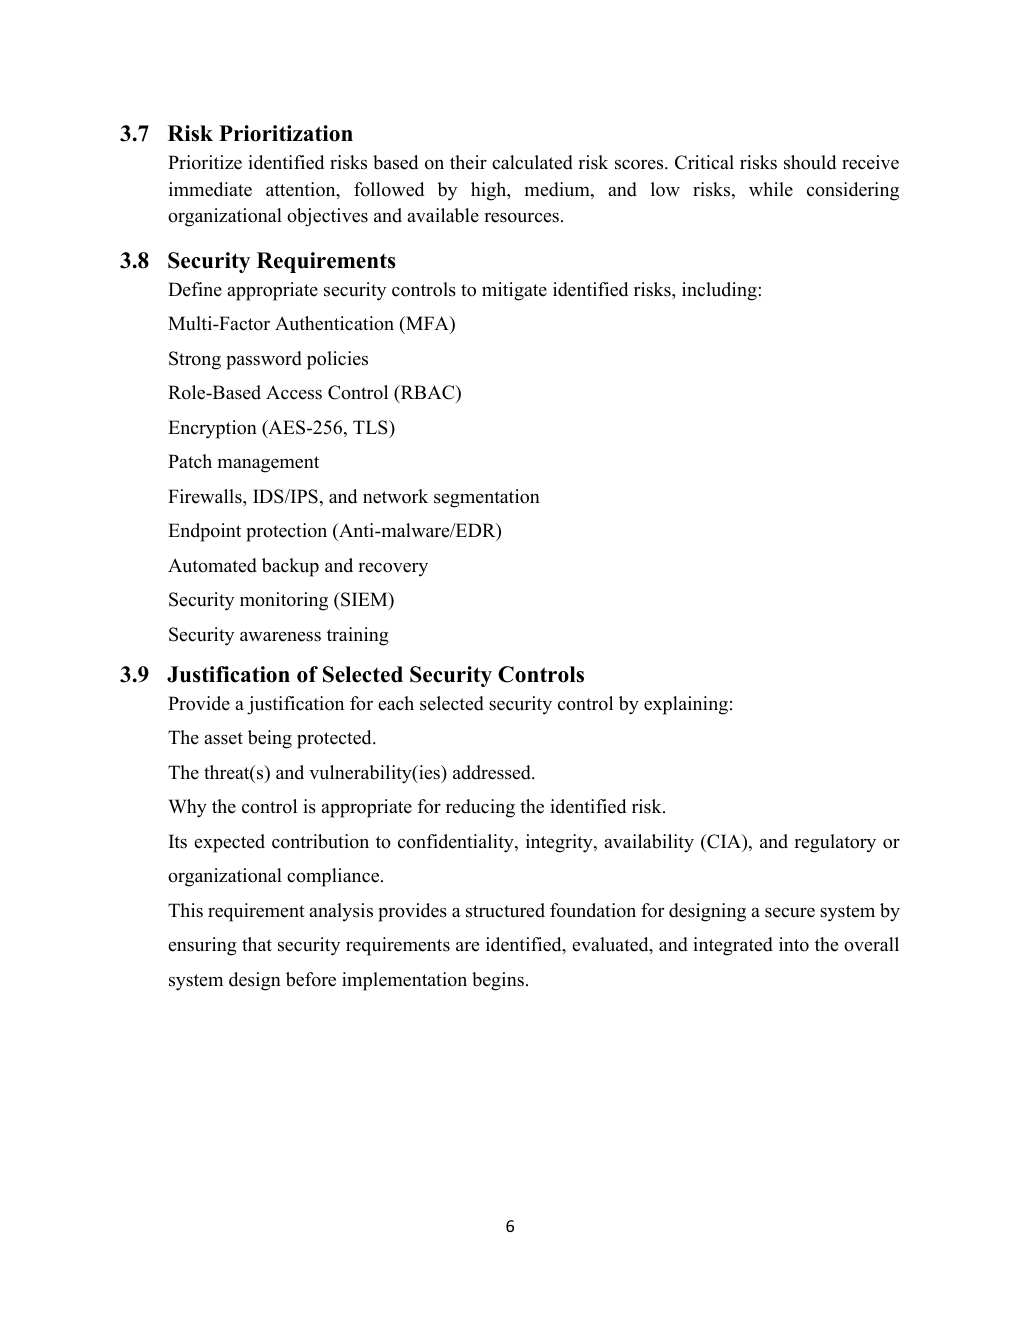 3.7 Risk Prioritization
Prioritize identified risks based on their calculated risk scores. Critical risks should receive
immediate attention, followed by high, medium, and low risks, while considering
organizational objectives and available resources.
3.8 Security Requirements
Define appropriate security controls to mitigate identified risks, including:
Multi-Factor Authentication (MFA)
Strong password policies
Role-Based Access Control (RBAC)
Encryption (AES-256, TLS)
Patch management
Firewalls, IDS/IPS, and network segmentation
Endpoint protection (Anti-malware/EDR)
Automated backup and recovery
Security monitoring (SIEM)
Security awareness training
3.9 Justification of Selected Security Controls
Provide a justification for each selected security control by explaining:
The asset being protected.
The threat(s) and vulnerability(ies) addressed.
Why the control is appropriate for reducing the identified risk.
Its expected contribution to confidentiality, integrity, availability (CIA), and regulatory or
organizational compliance.
This requirement analysis provides a structured foundation for designing a secure system by
ensuring that security requirements are identified, evaluated, and integrated into the overall
system design before implementation begins.
6